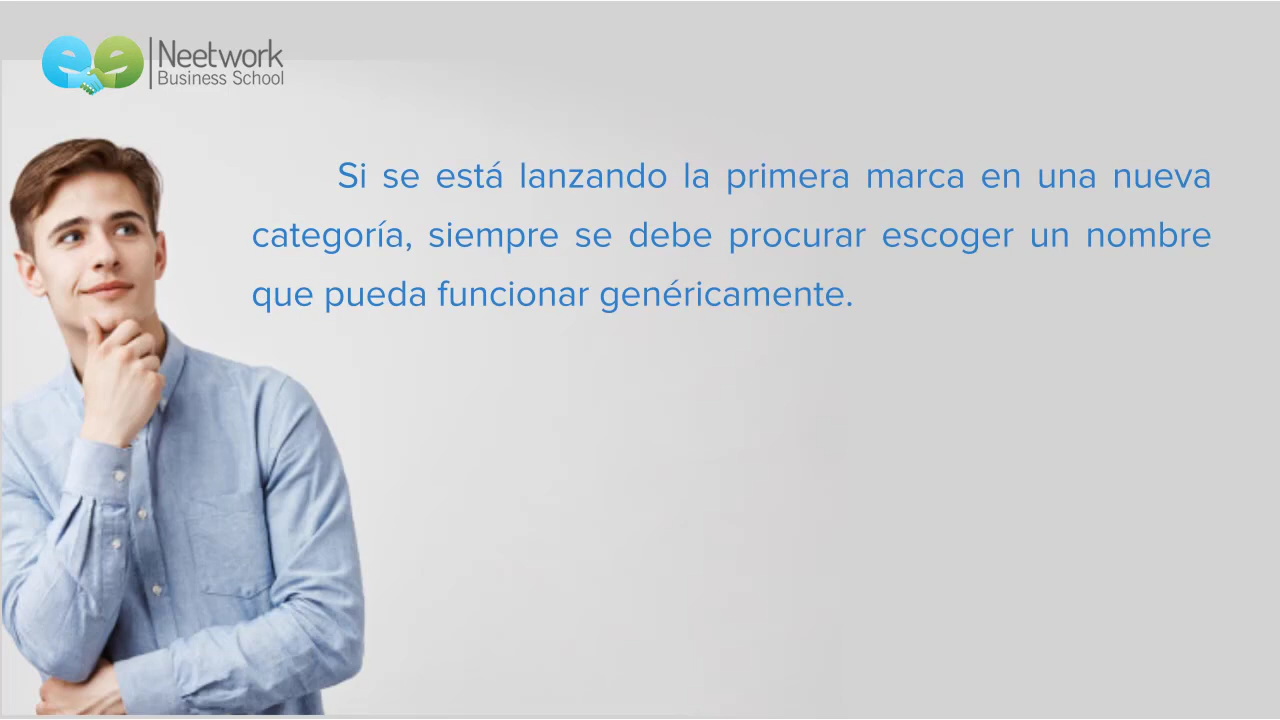 Neetwork
Business School
Si se está lanzando la primera marca en una nueva
categoría, siempre se debe procurar escoger un nombre
que pueda funcionar genéricamente.